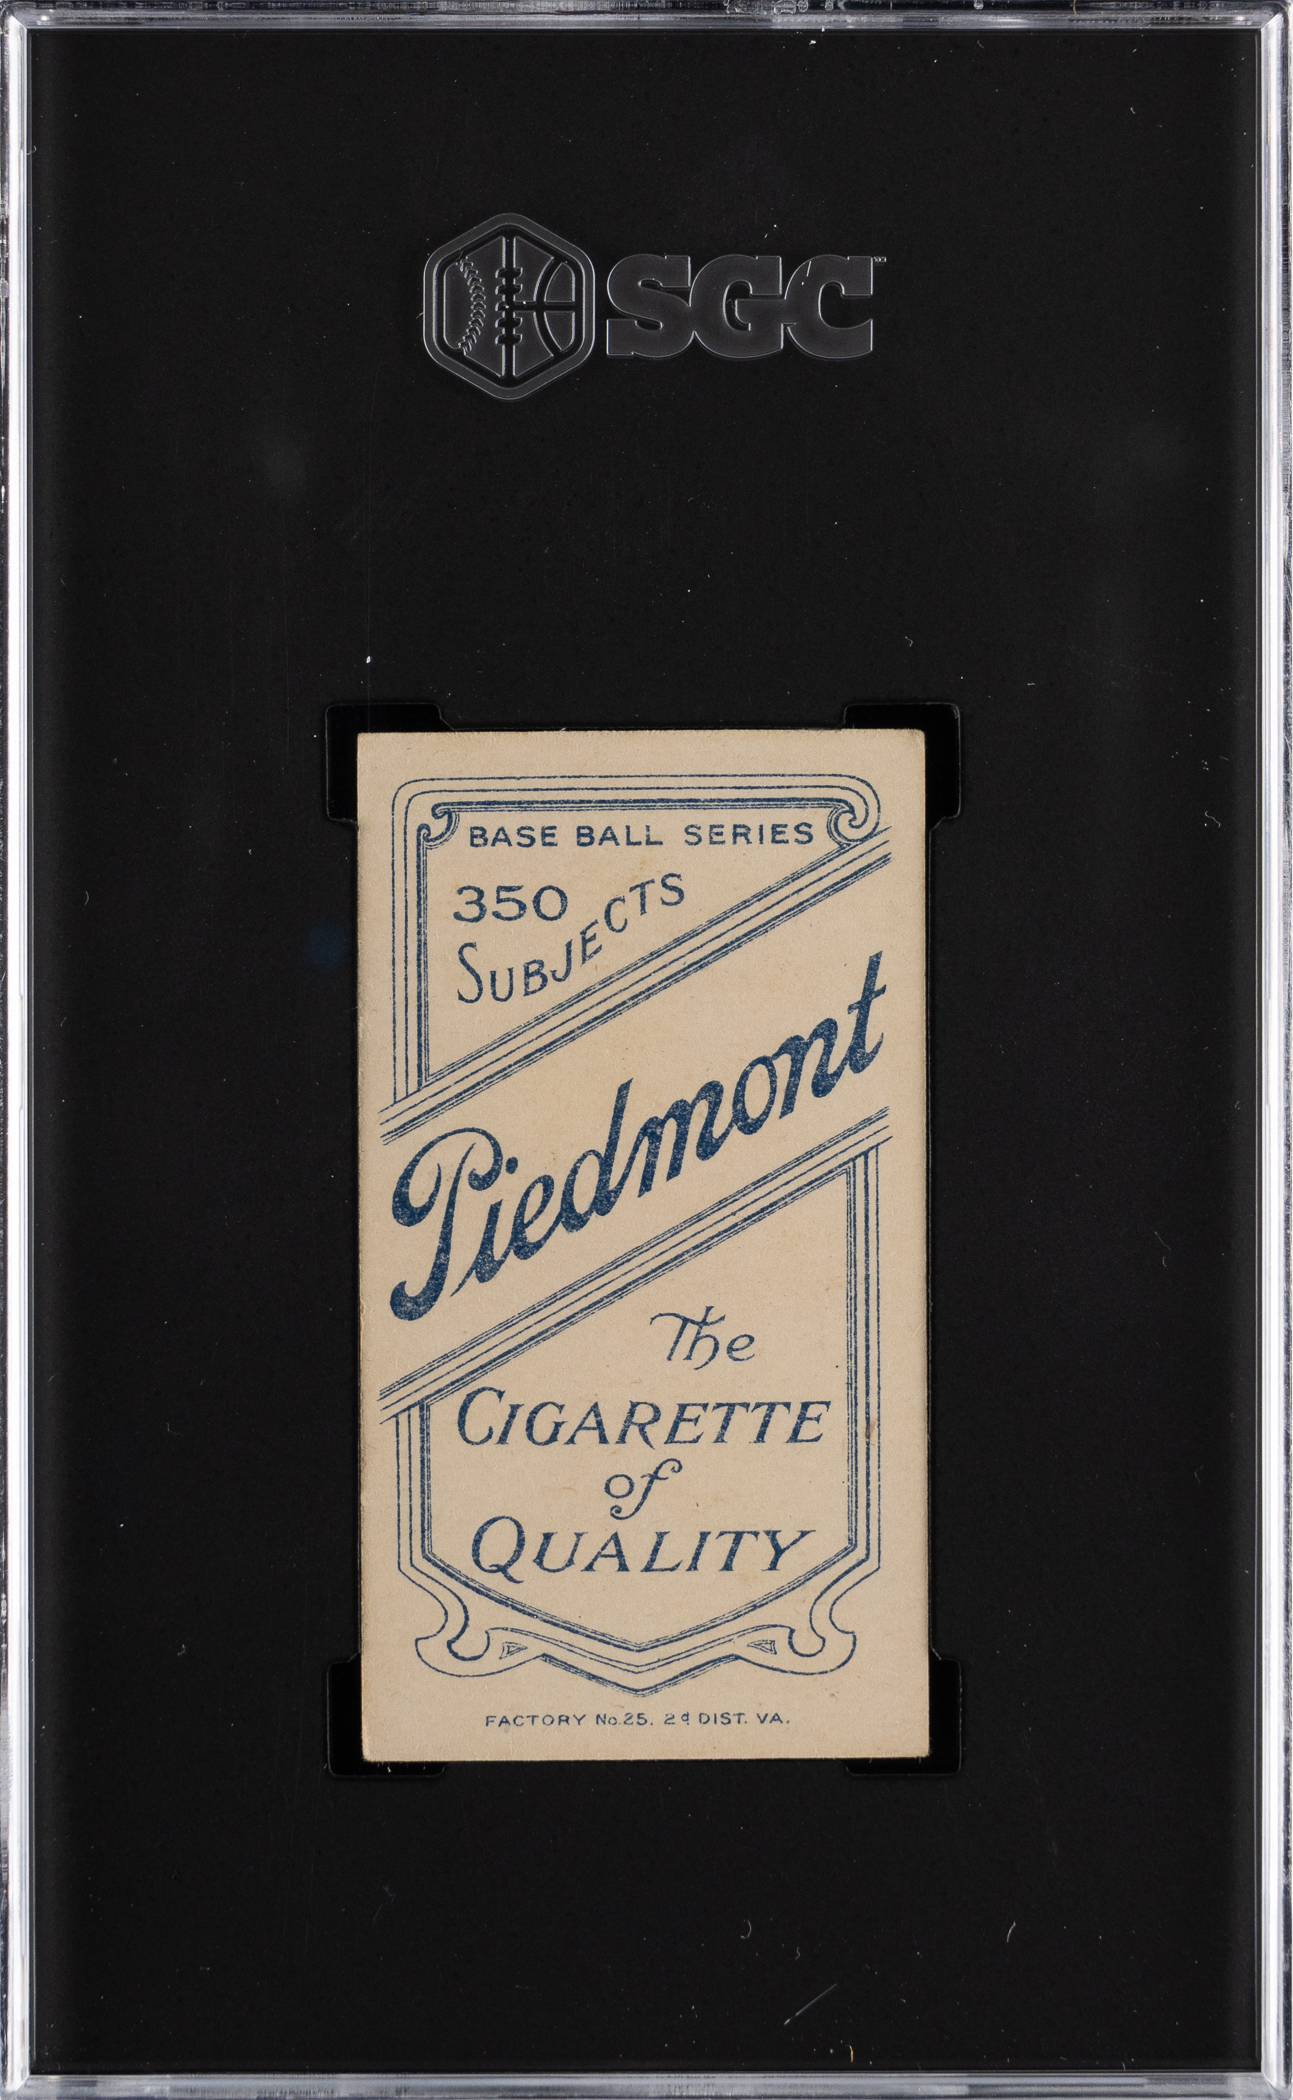 SGC
BASE BALL SERIES
350
SUBJECTS
Piedmont
The
CIGARETTE
of
QUALITY
FACTORY No.25. 2d DIST. VA.